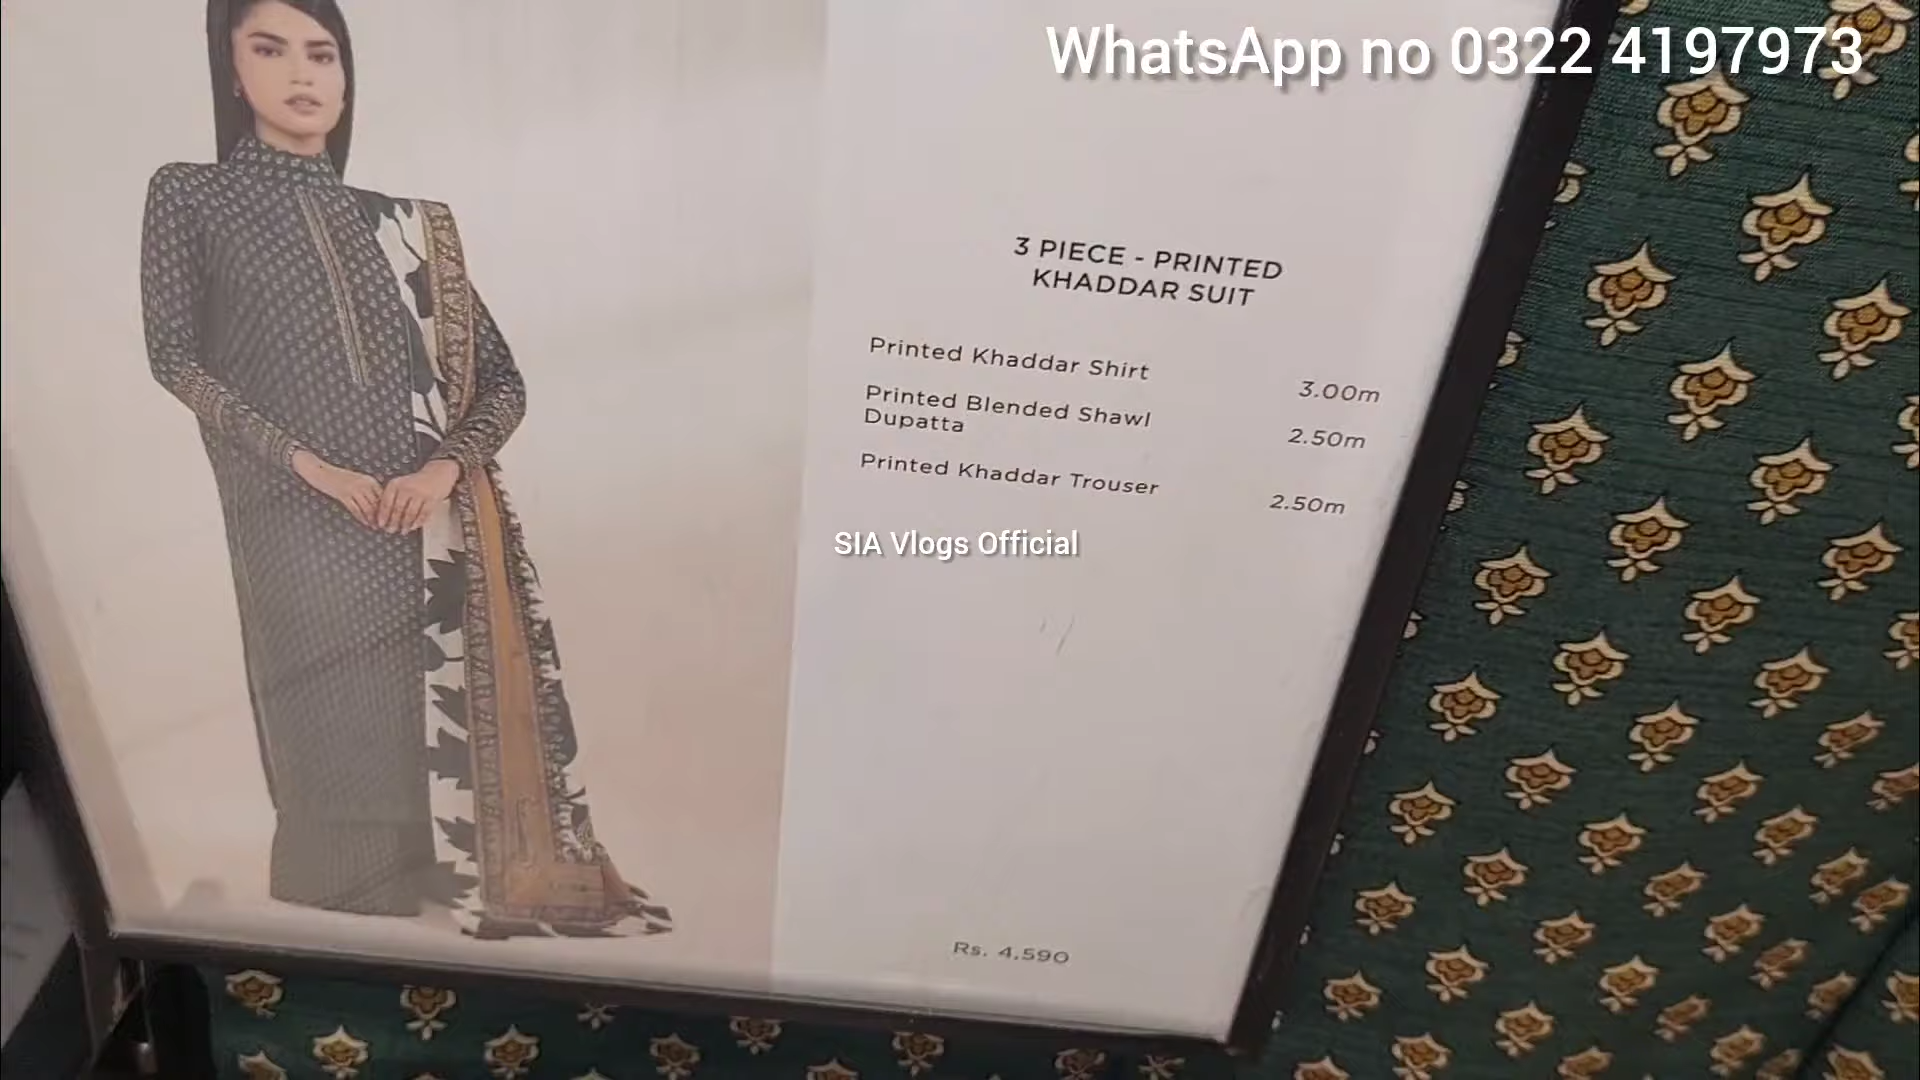 WhatsApp no 0322 4197973
3 PIECE - PRINTED
KHADDAR SUIT
Printed Khaddar Shirt 3.00m
Printed Blended Shawl
Dupatta 2.50m
Printed Khaddar Trouser 2.50m
SIA Vlogs Official
Rs. 4,590